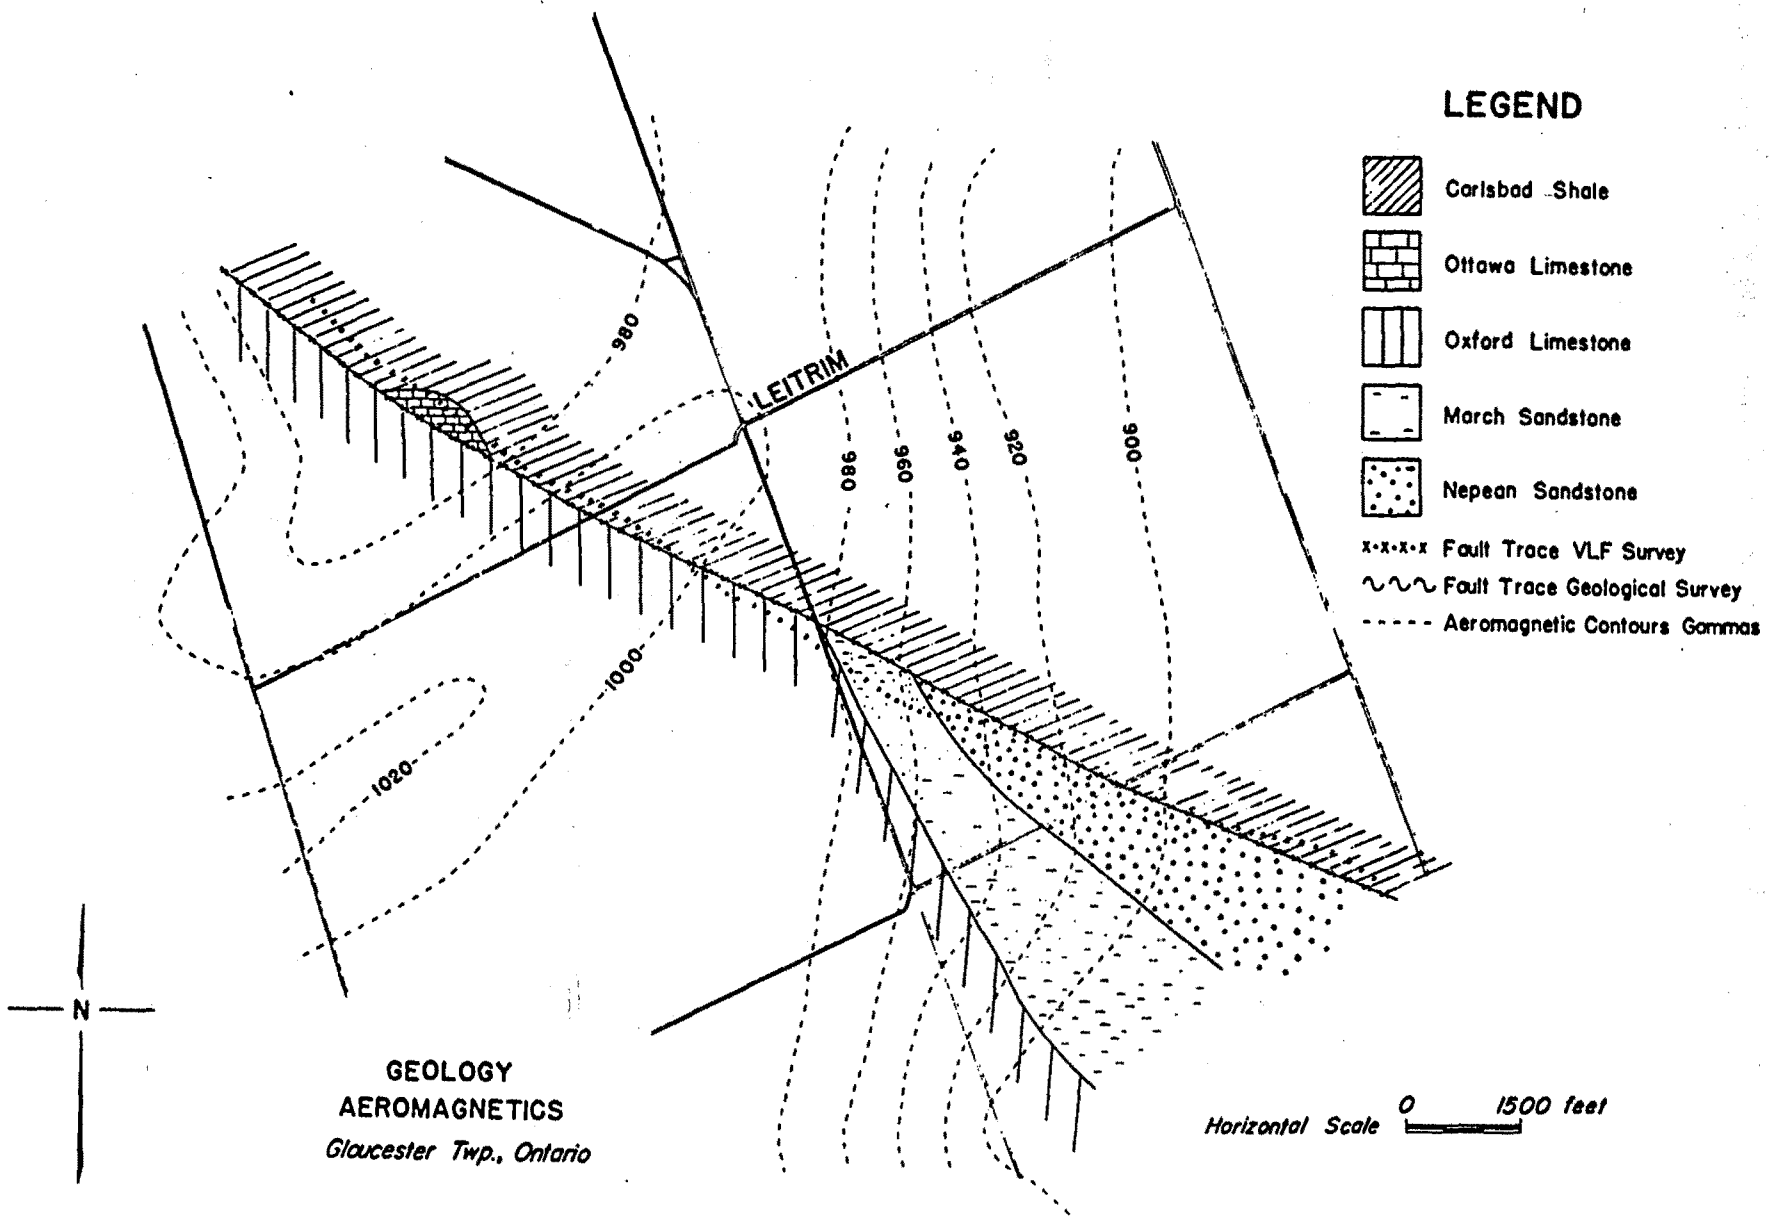 LEGEND
Carlsbad Shale
Ottawa Limestone
Oxford Limestone
March Sandstone
Nepean Sandstone
x·x·x·x Fault Trace VLF Survey
Fault Trace Geological Survey
Aeromagnetic Contours Gammas
980
LEITRIM
980
960
940
920
900
1000
1020
N
GEOLOGY
AEROMAGNETICS
Gloucester Twp., Ontario
0 1500 feet
Horizontal Scale